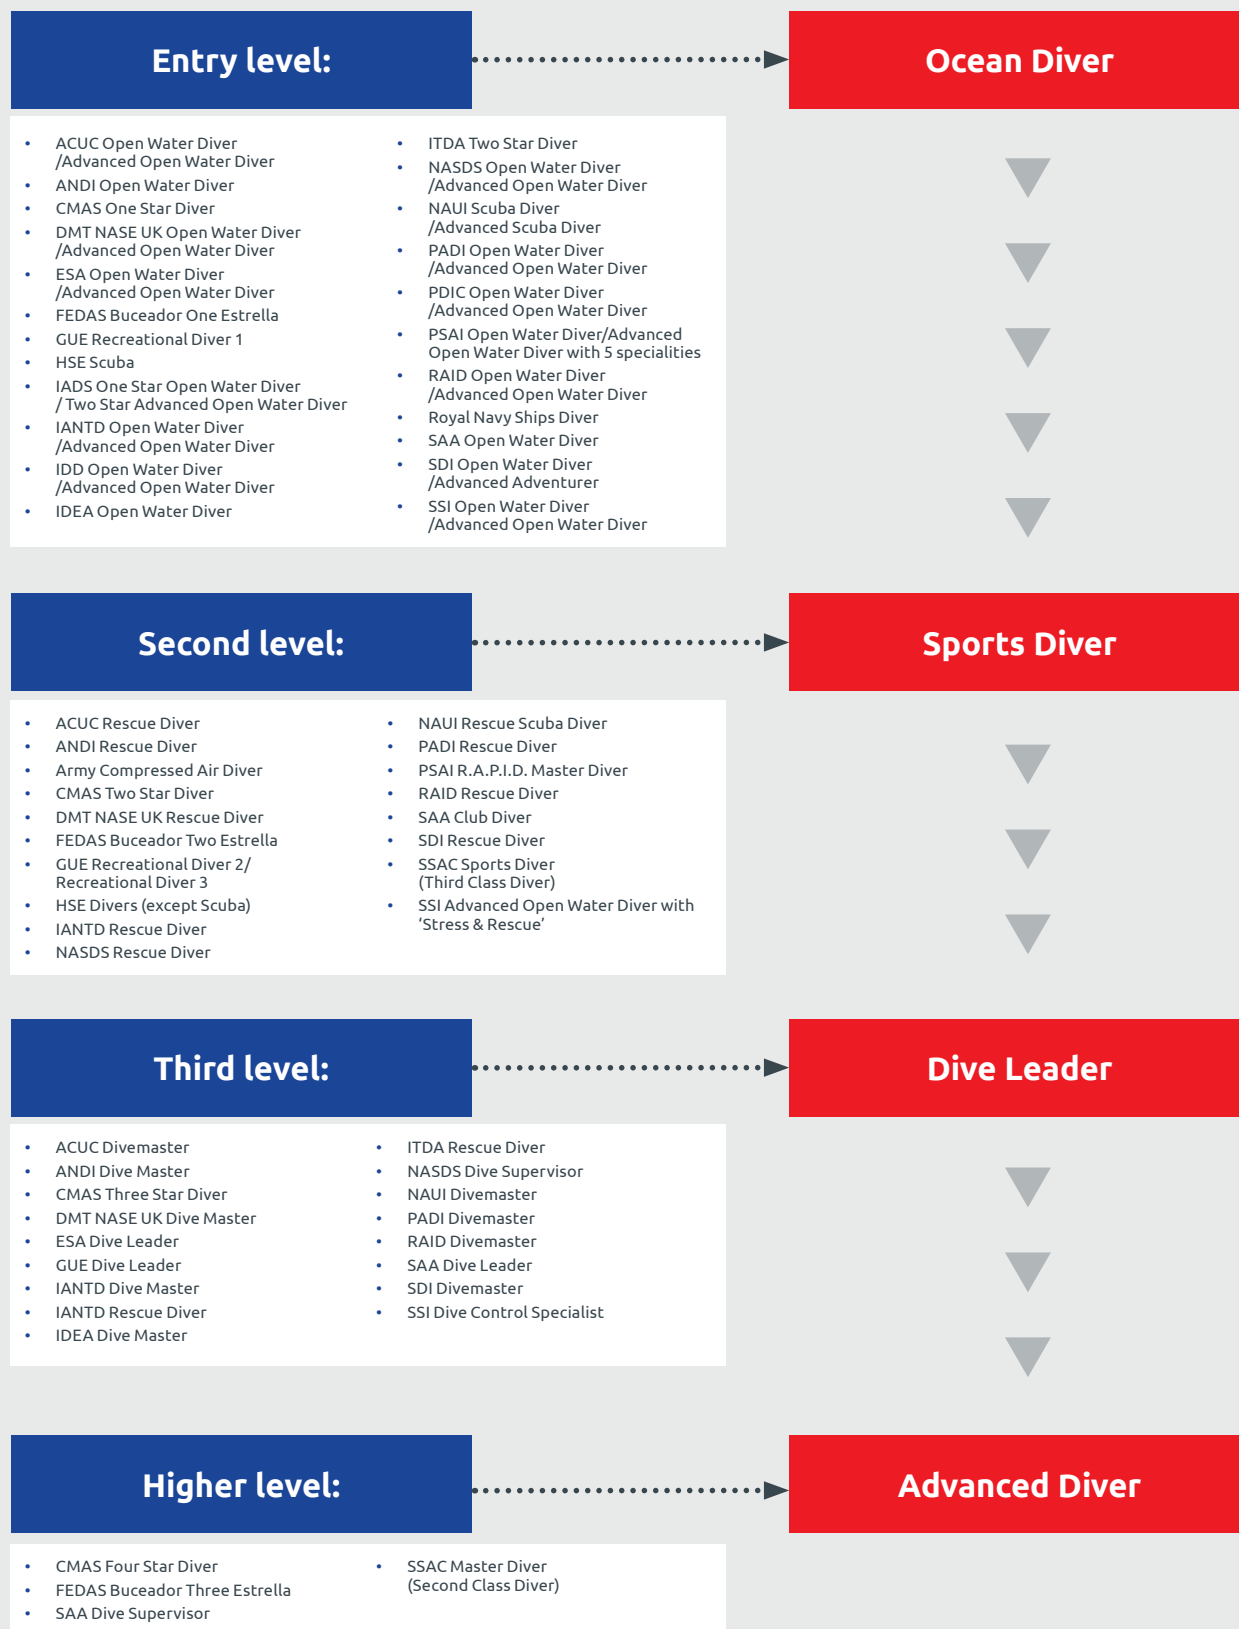 Entry level:
Ocean Diver
• ACUC Open Water Diver
/Advanced Open Water Diver
• ANDI Open Water Diver
• CMAS One Star Diver
• DMT NASE UK Open Water Diver
/Advanced Open Water Diver
• ESA Open Water Diver
/Advanced Open Water Diver
• FEDAS Buceador One Estrella
• GUE Recreational Diver 1
• HSE Scuba
• IADS One Star Open Water Diver
/ Two Star Advanced Open Water Diver
• IANTD Open Water Diver
/Advanced Open Water Diver
• IDD Open Water Diver
/Advanced Open Water Diver
• IDEA Open Water Diver
• ITDA Two Star Diver
• NASDS Open Water Diver
/Advanced Open Water Diver
• NAUI Scuba Diver
/Advanced Scuba Diver
• PADI Open Water Diver
/Advanced Open Water Diver
• PDIC Open Water Diver
/Advanced Open Water Diver
• PSAI Open Water Diver/Advanced
Open Water Diver with 5 specialities
• RAID Open Water Diver
/Advanced Open Water Diver
• Royal Navy Ships Diver
• SAA Open Water Diver
• SDI Open Water Diver
/Advanced Adventurer
• SSI Open Water Diver
/Advanced Open Water Diver
Second level:
Sports Diver
• ACUC Rescue Diver
• ANDI Rescue Diver
• Army Compressed Air Diver
• CMAS Two Star Diver
• DMT NASE UK Rescue Diver
• FEDAS Buceador Two Estrella
• GUE Recreational Diver 2/
Recreational Diver 3
• HSE Divers (except Scuba)
• IANTD Rescue Diver
• NASDS Rescue Diver
• NAUI Rescue Scuba Diver
• PADI Rescue Diver
• PSAI R.A.P.I.D. Master Diver
• RAID Rescue Diver
• SAA Club Diver
• SDI Rescue Diver
• SSAC Sports Diver
(Third Class Diver)
• SSI Advanced Open Water Diver with
‘Stress & Rescue’
Third level:
Dive Leader
• ACUC Divemaster
• ANDI Dive Master
• CMAS Three Star Diver
• DMT NASE UK Dive Master
• ESA Dive Leader
• GUE Dive Leader
• IANTD Dive Master
• IANTD Rescue Diver
• IDEA Dive Master
• ITDA Rescue Diver
• NASDS Dive Supervisor
• NAUI Divemaster
• PADI Divemaster
• RAID Divemaster
• SAA Dive Leader
• SDI Divemaster
• SSI Dive Control Specialist
Higher level:
Advanced Diver
• CMAS Four Star Diver
• FEDAS Buceador Three Estrella
• SAA Dive Supervisor
• SSAC Master Diver
(Second Class Diver)